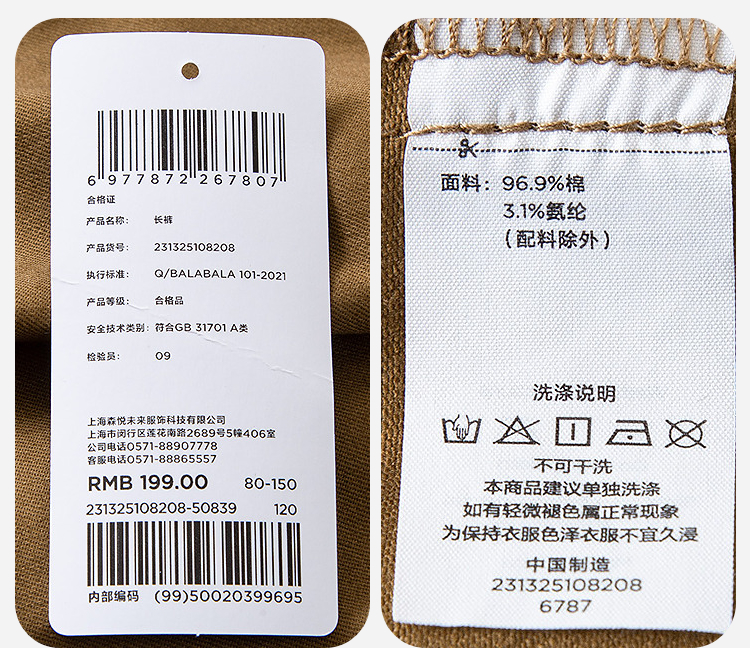 6 977872 267807
合格证
产品名称: 长裤
产品货号: 231325108208
执行标准: Q/BALABALA 101-2021
产品等级: 合格品
安全技术类别: 符合GB 31701 A类
检验员: 09
上海森悦未来服饰科技有限公司
上海市闵行区莲花南路2689号5幢406室
公司电话0571-88907778
客服电话0571-88865557
RMB 199.00 80-150
231325108208-50839 120
内部编码 (99)50020399695
面料: 96.9%棉
3.1%氨纶
(配料除外)
洗涤说明
不可干洗
本商品建议单独洗涤
如有轻微褪色属正常现象
为保持衣服色泽衣服不宜久浸
中国制造
231325108208
6787